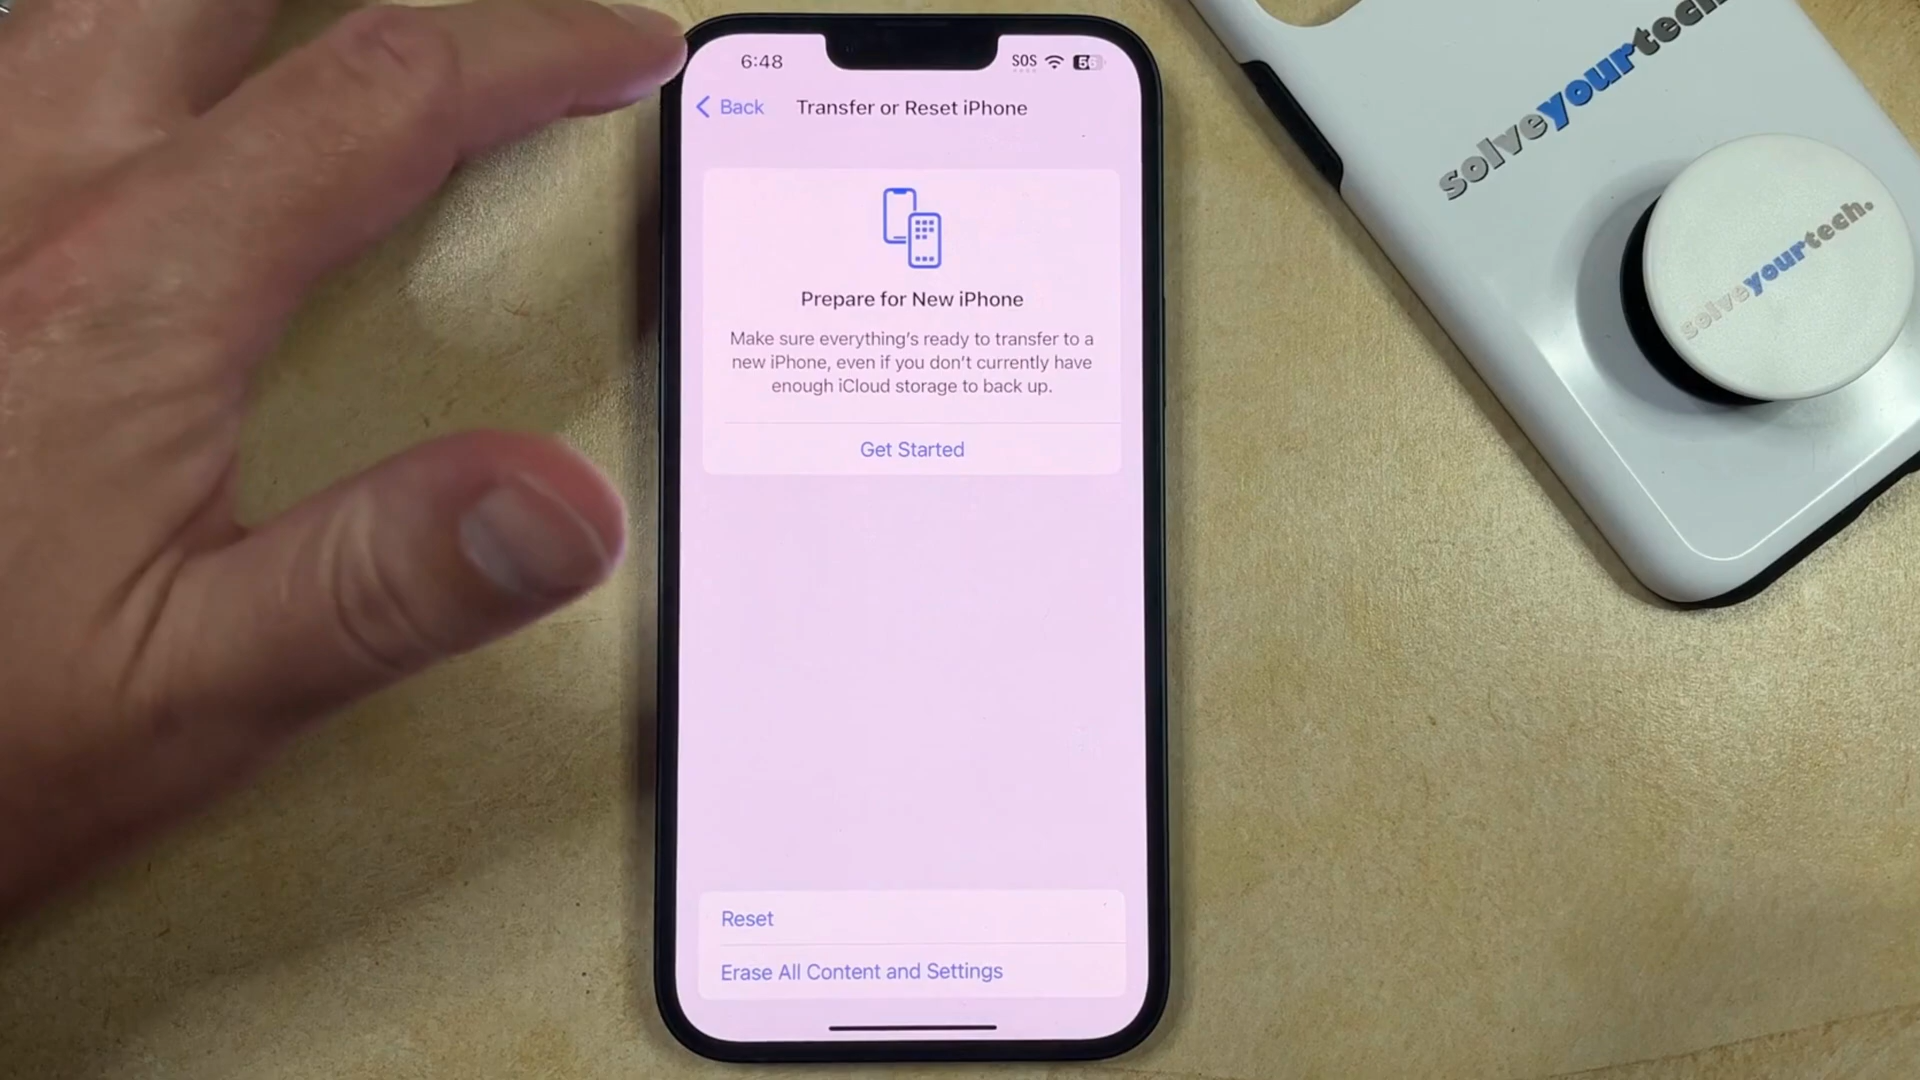 6:48
SOS
56
Back
Transfer or Reset iPhone
Prepare for New iPhone
Make sure everything's ready to transfer to a
new iPhone, even if you don't currently have
enough iCloud storage to back up.
Get Started
Reset
Erase All Content and Settings
solveyourtech
solveyourtech.